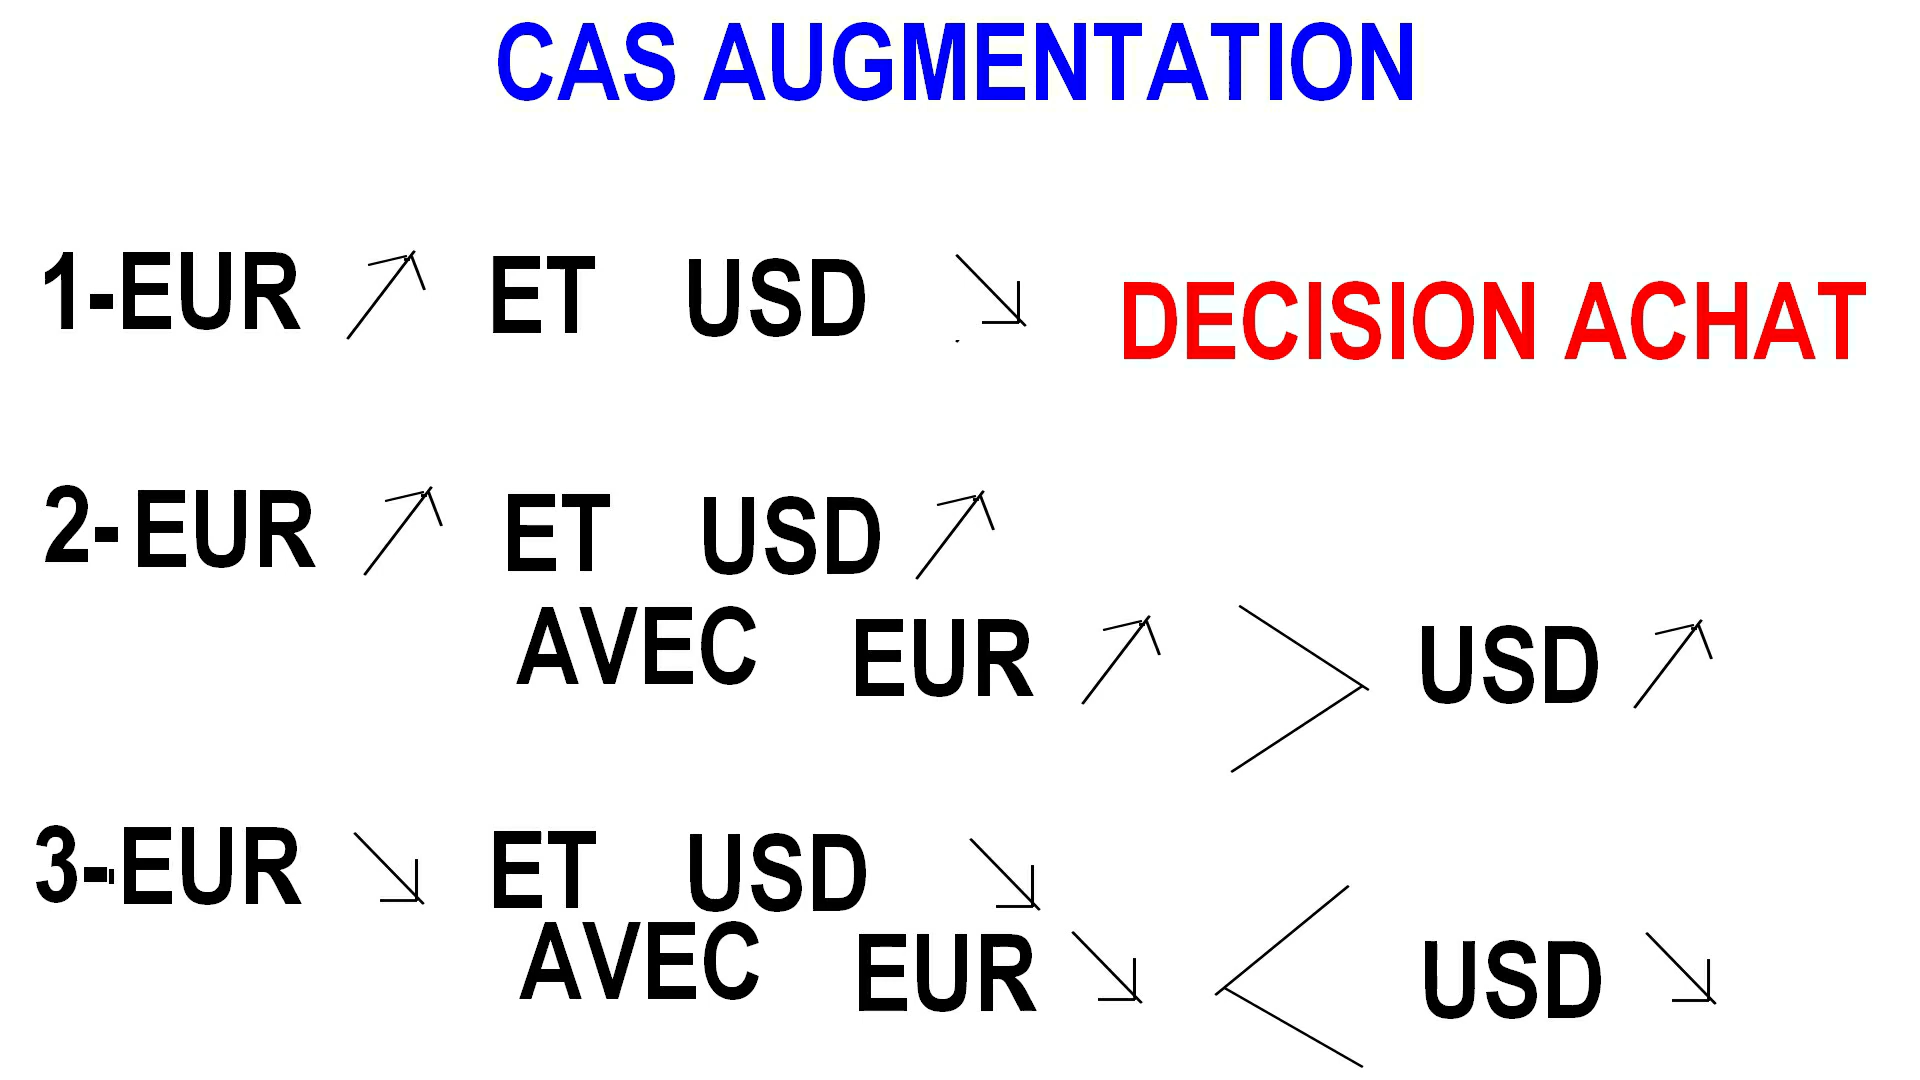 CAS AUGMENTATION
1-EUR ↗ ET USD ↘ DECISION ACHAT
2- EUR ↗ ET USD ↗
AVEC EUR ↗ > USD ↗
3-EUR ↘ ET USD ↘
AVEC EUR ↘ < USD ↘